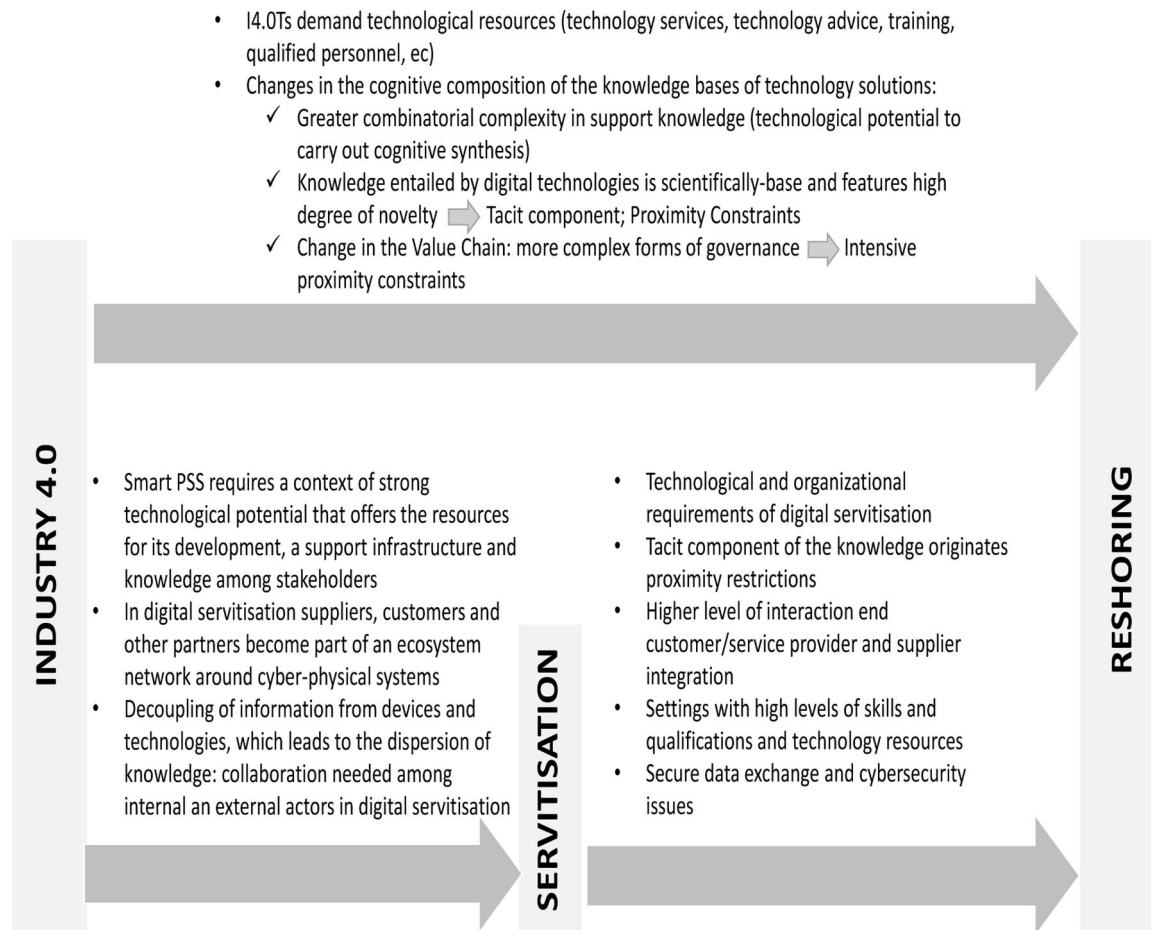 • I4.0Ts demand technological resources (technology services, technology advice, training,
qualified personnel, ec)
• Changes in the cognitive composition of the knowledge bases of technology solutions:
✓ Greater combinatorial complexity in support knowledge (technological potential to
carry out cognitive synthesis)
✓ Knowledge entailed by digital technologies is scientifically-base and features high
degree of novelty Tacit component; Proximity Constraints
✓ Change in the Value Chain: more complex forms of governance Intensive
proximity constraints
INDUSTRY 4.0
• Smart PSS requires a context of strong
technological potential that offers the resources
for its development, a support infrastructure and
knowledge among stakeholders
• In digital servitisation suppliers, customers and
other partners become part of an ecosystem
network around cyber-physical systems
• Decoupling of information from devices and
technologies, which leads to the dispersion of
knowledge: collaboration needed among
internal an external actors in digital servitisation
SERVITISATION
• Technological and organizational
requirements of digital servitisation
• Tacit component of the knowledge originates
proximity restrictions
• Higher level of interaction end
customer/service provider and supplier
integration
• Settings with high levels of skills and
qualifications and technology resources
• Secure data exchange and cybersecurity
issues
RESHORING